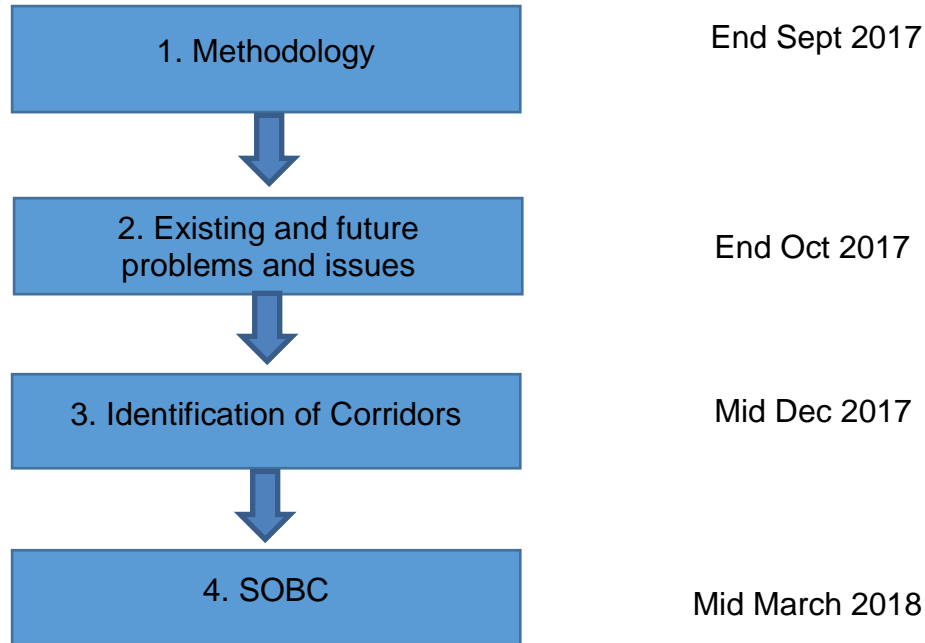 1. Methodology
End Sept 2017
2. Existing and future
problems and issues
End Oct 2017
3. Identification of Corridors
Mid Dec 2017
4. SOBC
Mid March 2018